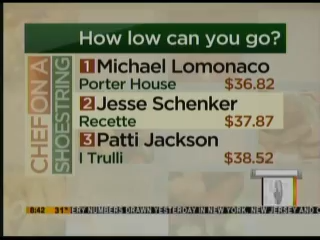 How low can you go?
CHEF ON A
SHOESTRING
1 Michael Lomonaco
Porter House $36.82
2 Jesse Schenker
Recette $37.87
3 Patti Jackson
I Trulli $38.52
8:42 31° ERY NUMBERS DRAWN YESTERDAY IN NEW YORK, NEW JERSEY AND C